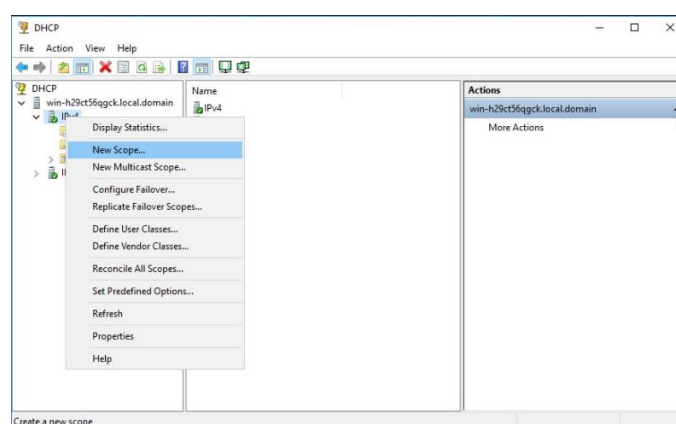 DHCP
File Action View Help
DHCP
win-h29ct56qgck.local.domain
IPv4
Display Statistics...
New Scope...
New Multicast Scope...
Configure Failover...
Replicate Failover Scopes...
Define User Classes...
Define Vendor Classes...
Reconcile All Scopes...
Set Predefined Options...
Refresh
Properties
Help
Name
IPv4
Actions
win-h29ct56qgck.local.domain
More Actions
Create a new scope